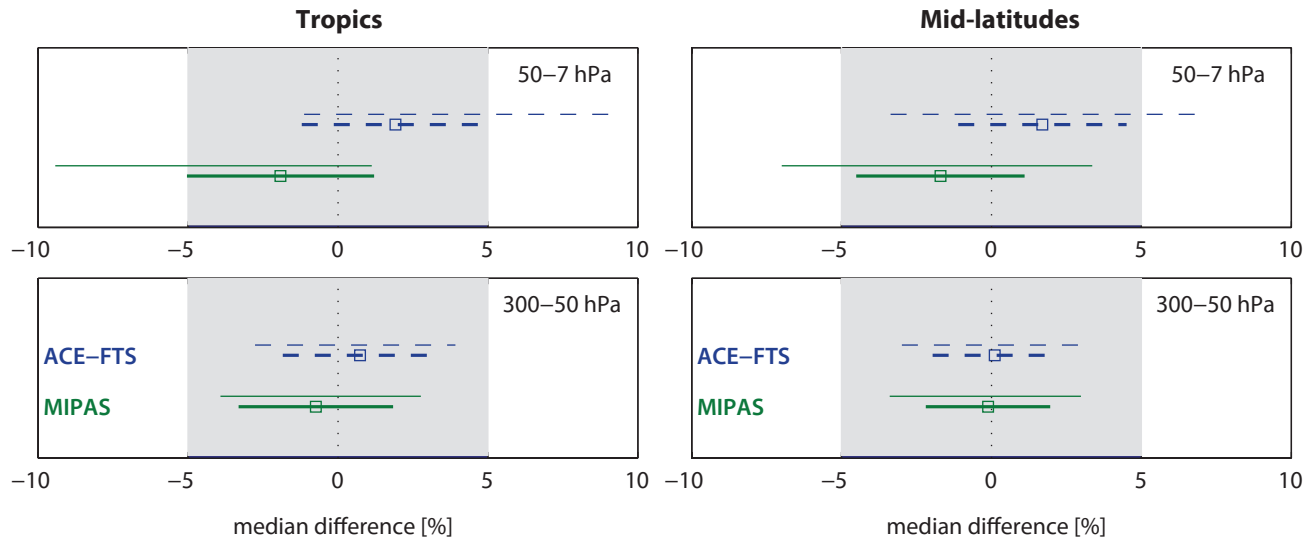 Tropics
Mid-latitudes
50–7 hPa
50–7 hPa
−10 −5 0 5 10
−10 −5 0 5 10
300–50 hPa
300–50 hPa
ACE–FTS
ACE–FTS
MIPAS
MIPAS
−10 −5 0 5 10
−10 −5 0 5 10
median difference [%]
median difference [%]